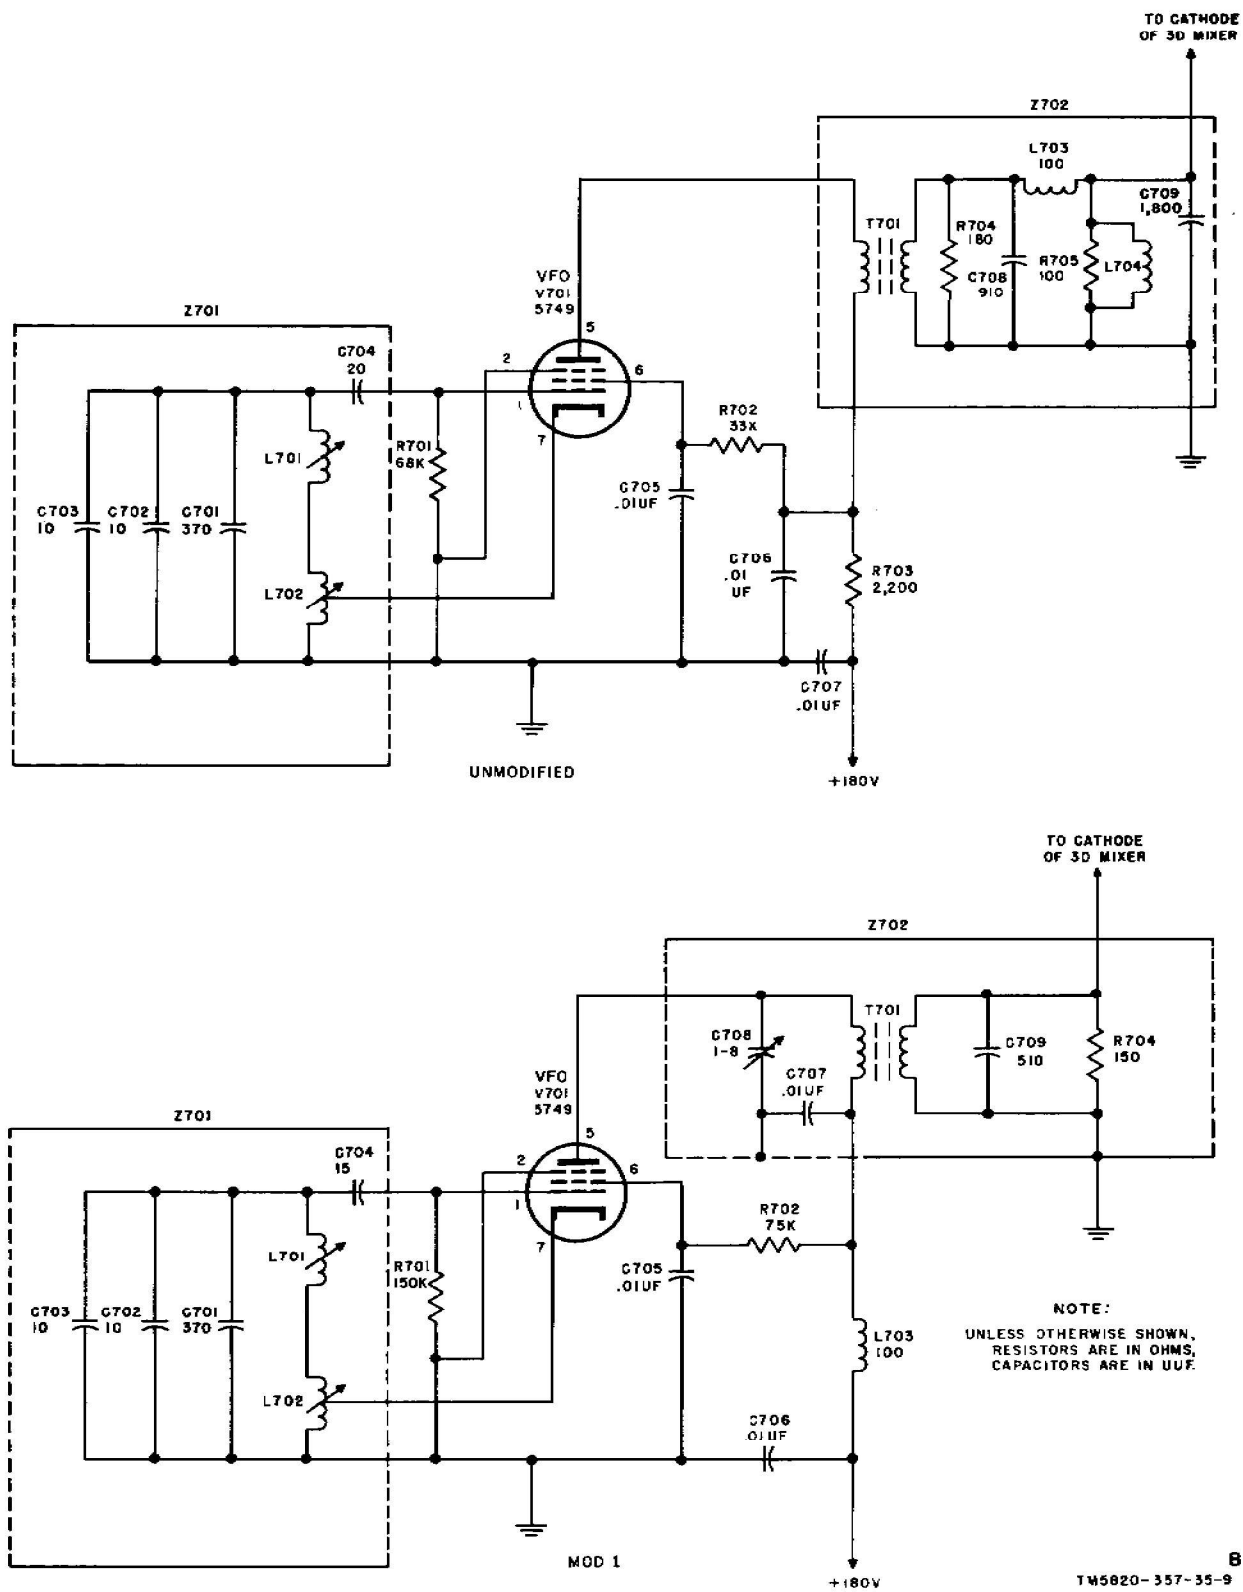 TO CATHODE
OF 3D MIXER
Z702
L703
100
C709
1,800
T701
R704
180
C708
910
R705
100
L704
VFO
V701
5749
5
2
6
1
7
Z701
C704
20
L701
R701
68K
R702
33K
C705
.01UF
C703
10
C702
10
C701
370
L702
C706
.01
UF
R703
2,200
C707
.01UF
UNMODIFIED
+180V
TO CATHODE
OF 3D MIXER
Z702
T701
C708
1-8
C709
510
R704
150
C707
.01UF
VFO
V701
5749
5
2
6
1
7
Z701
C704
15
R702
75K
L701
R701
150K
C705
.01UF
C703
10
C702
10
C701
370
L702
L703
100
NOTE:
UNLESS OTHERWISE SHOWN,
RESISTORS ARE IN OHMS,
CAPACITORS ARE IN UUF.
C706
.01UF
MOD 1
+180V
B
TM5820-357-35-9